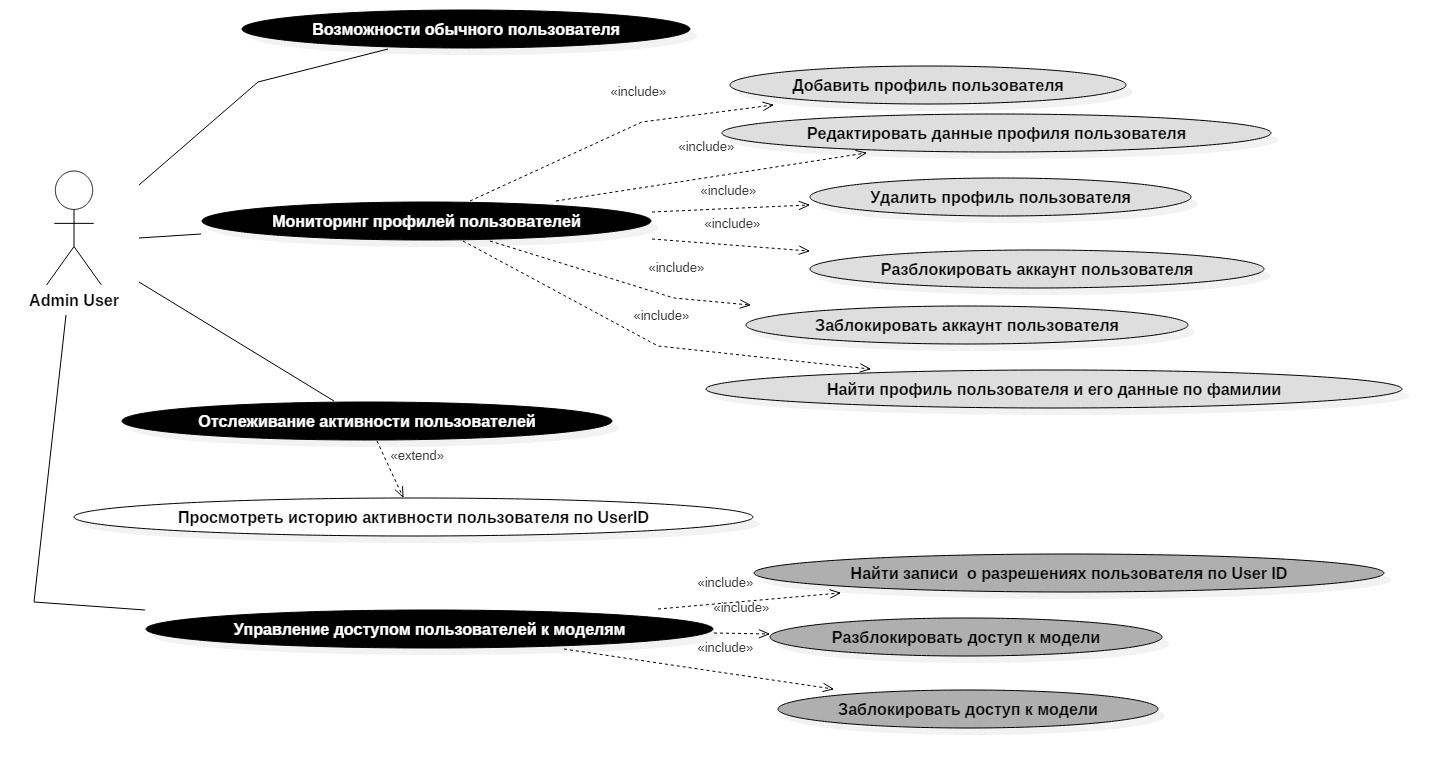 Возможности обычного пользователя
«include»
Добавить профиль пользователя
Редактировать данные профиля пользователя
«include»
«include»
Удалить профиль пользователя
Мониторинг профилей пользователей
«include»
Разблокировать аккаунт пользователя
«include»
Admin User
«include»
Заблокировать аккаунт пользователя
Найти профиль пользователя и его данные по фамилии
Отслеживание активности пользователей
«extend»
Просмотреть историю активности пользователя по UserID
Найти записи  о разрешениях пользователя по User ID
«include»
«include»
Управление доступом пользователей к моделям
Разблокировать доступ к модели
«include»
Заблокировать доступ к модели